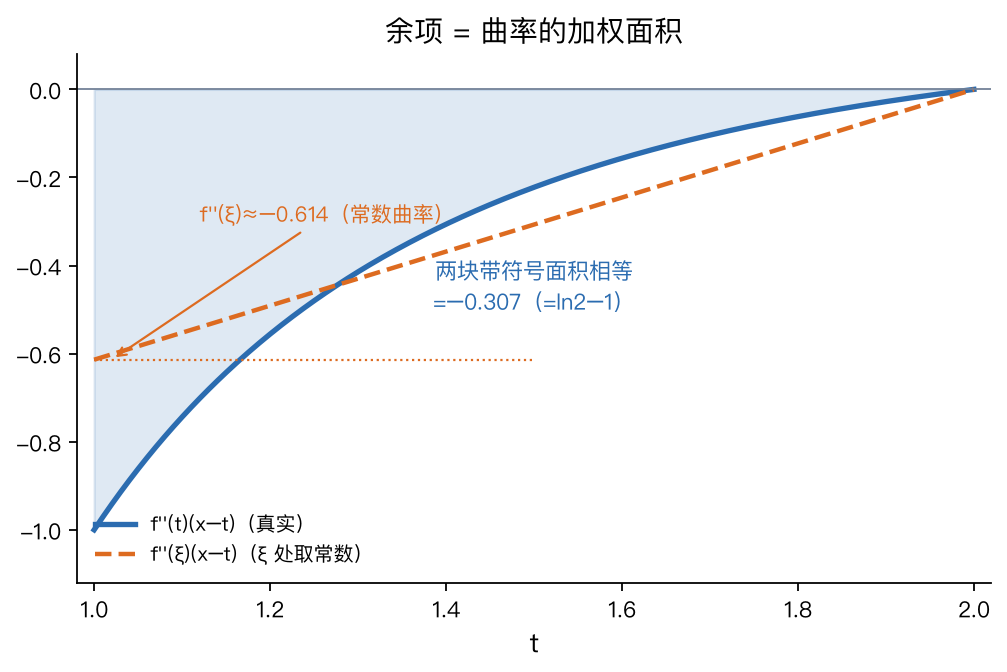 余项 = 曲率的加权面积
0.0
−0.2
−0.4
−0.6
−0.8
−1.0
f''(ξ)≈−0.614（常数曲率）
两块带符号面积相等
=−0.307（=ln2−1）
f''(t)(x−t)（真实）
f''(ξ)(x−t)（ξ 处取常数）
1.0 1.2 1.4 1.6 1.8 2.0
t